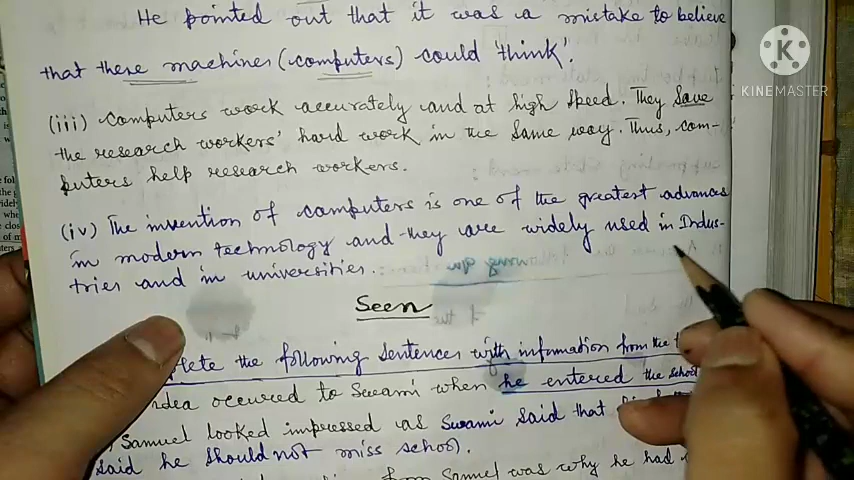 He pointed out that it was a mistake to believe
that these machines (computers) could 'think'.
KINEMASTER
(iii) Computers work accurately and at high speed. They save
the research workers' hard work in the same way. Thus, com-
puters help research workers.
(iv) The invention of computers is one of the greatest advances
in modern technology and they are widely used in Indus-
tries and in universities.
Seen
the following sentences with information from the
idea occured to Swami when he entered the school
Samuel looked impressed as Swami said that his
said he should not miss school.
from Samuel was why he had